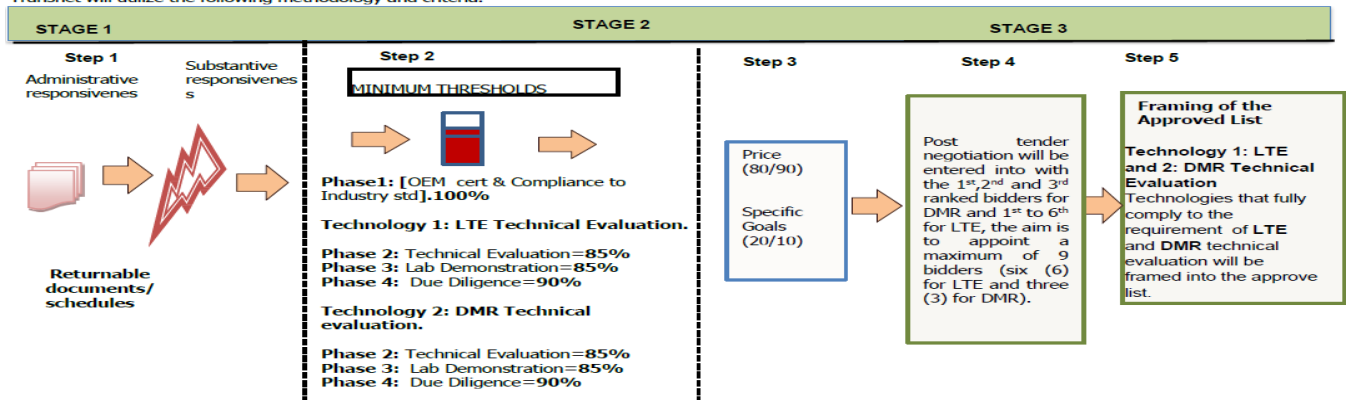 Transnet will utilize the following methodology and criteria:
STAGE 1
STAGE 2
STAGE 3
Step 1
Administrative
responsivenes
Substantive
responsivenes
s
Returnable
documents/
schedules
Step 2
MINIMUM THRESHOLDS
Phase1: [OEM cert & Compliance to
Industry std].100%
Technology 1: LTE Technical Evaluation.
Phase 2: Technical Evaluation=85%
Phase 3: Lab Demonstration=85%
Phase 4: Due Diligence=90%
Technology 2: DMR Technical
evaluation.
Phase 2: Technical Evaluation=85%
Phase 3: Lab Demonstration=85%
Phase 4: Due Diligence=90%
Step 3
Price
(80/90)
Specific
Goals
(20/10)
Step 4
Post tender
negotiation will be
entered into with
the 1st,2nd and 3rd
ranked bidders for
DMR and 1st to 6th
for LTE, the aim is
to appoint a
maximum of 9
bidders (six (6)
for LTE and three
(3) for DMR).
Step 5
Framing of the
Approved List
Technology 1: LTE
and 2: DMR Technical
Evaluation
Technologies that fully
comply to the
requirement of LTE
and DMR technical
evaluation will be
framed into the approve
list.